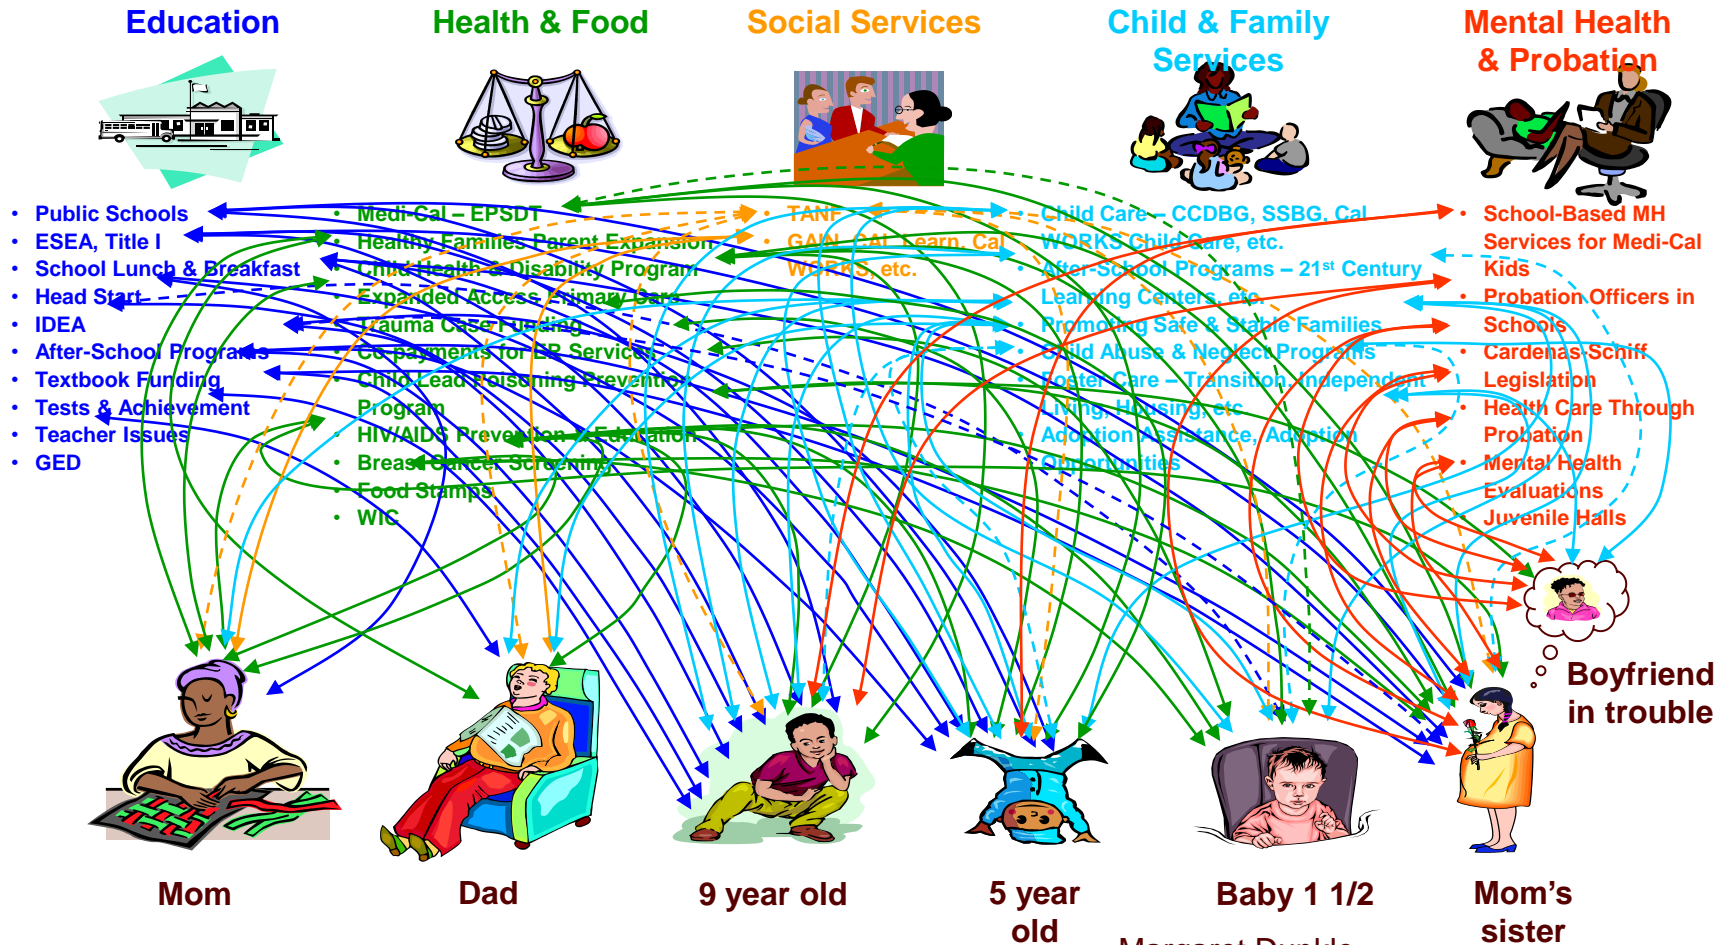 Education
Health & Food
Social Services
Child & Family
Services
Mental Health
& Probation
• Public Schools
• ESEA, Title I
• School Lunch & Breakfast
• Head Start
• IDEA
• After-School Programs
• Textbook Funding
• Tests & Achievement
• Teacher Issues
• GED
• Medi-Cal – EPSDT
• Healthy Families Parent Expansion
• Child Health & Disability Program
• Expanded Access Primary Care
• Trauma Case Funding
• Co-payments for ER Services
• Child Lead Poisoning Prevention
Program
• HIV/AIDS Prevention & Education
• Breast Cancer Screening
• Food Stamps
• WIC
• TANF
• GAIN, CAL Learn, Cal
WORKS, etc.
• Child Care – CCDBG, SSBG, Cal
WORKS Child Care, etc.
• After-School Programs – 21st Century
Learning Centers, etc.
• Promoting Safe & Stable Families
• Child Abuse & Neglect Programs
• Foster Care – Transition, Independent
Living, Housing, etc
• Adoption Assistance, Adoption
Opportunities
• School-Based MH
Services for Medi-Cal
Kids
• Probation Officers in
Schools
• Cardenas-Schiff
Legislation
• Health Care Through
Probation
• Mental Health
Evaluations
• Juvenile Halls
Boyfriend
in trouble
Mom
Dad
9 year old
5 year
old
Baby 1 1/2
Mom's
sister
Margaret Dunkle